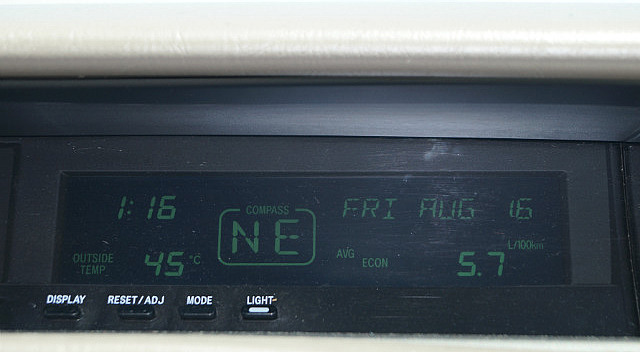 1:16 COMPASS FRI AUG 16
NE
OUTSIDE TEMP 45 °C AVG ECON 5.7 L/100km
DISPLAY RESET/ADJ MODE LIGHT